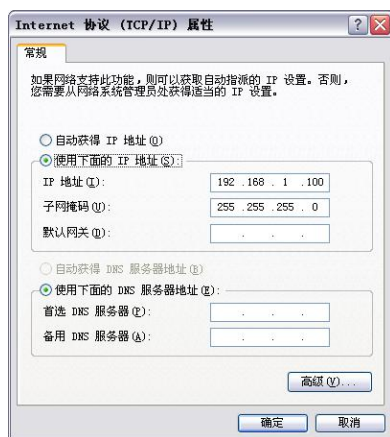 Internet 协议 (TCP/IP) 属性
常规
如果网络支持此功能，则可以获取自动指派的 IP 设置。否则，
您需要从网络系统管理员处获得适当的 IP 设置。
自动获得 IP 地址(O)
使用下面的 IP 地址(S):
IP 地址(I): 192 .168 . 1 .100
子网掩码(U): 255 .255 .255 . 0
默认网关(D): . . .
自动获得 DNS 服务器地址(B)
使用下面的 DNS 服务器地址(E):
首选 DNS 服务器(P): . . .
备用 DNS 服务器(A): . . .
高级(V)...
确定 取消